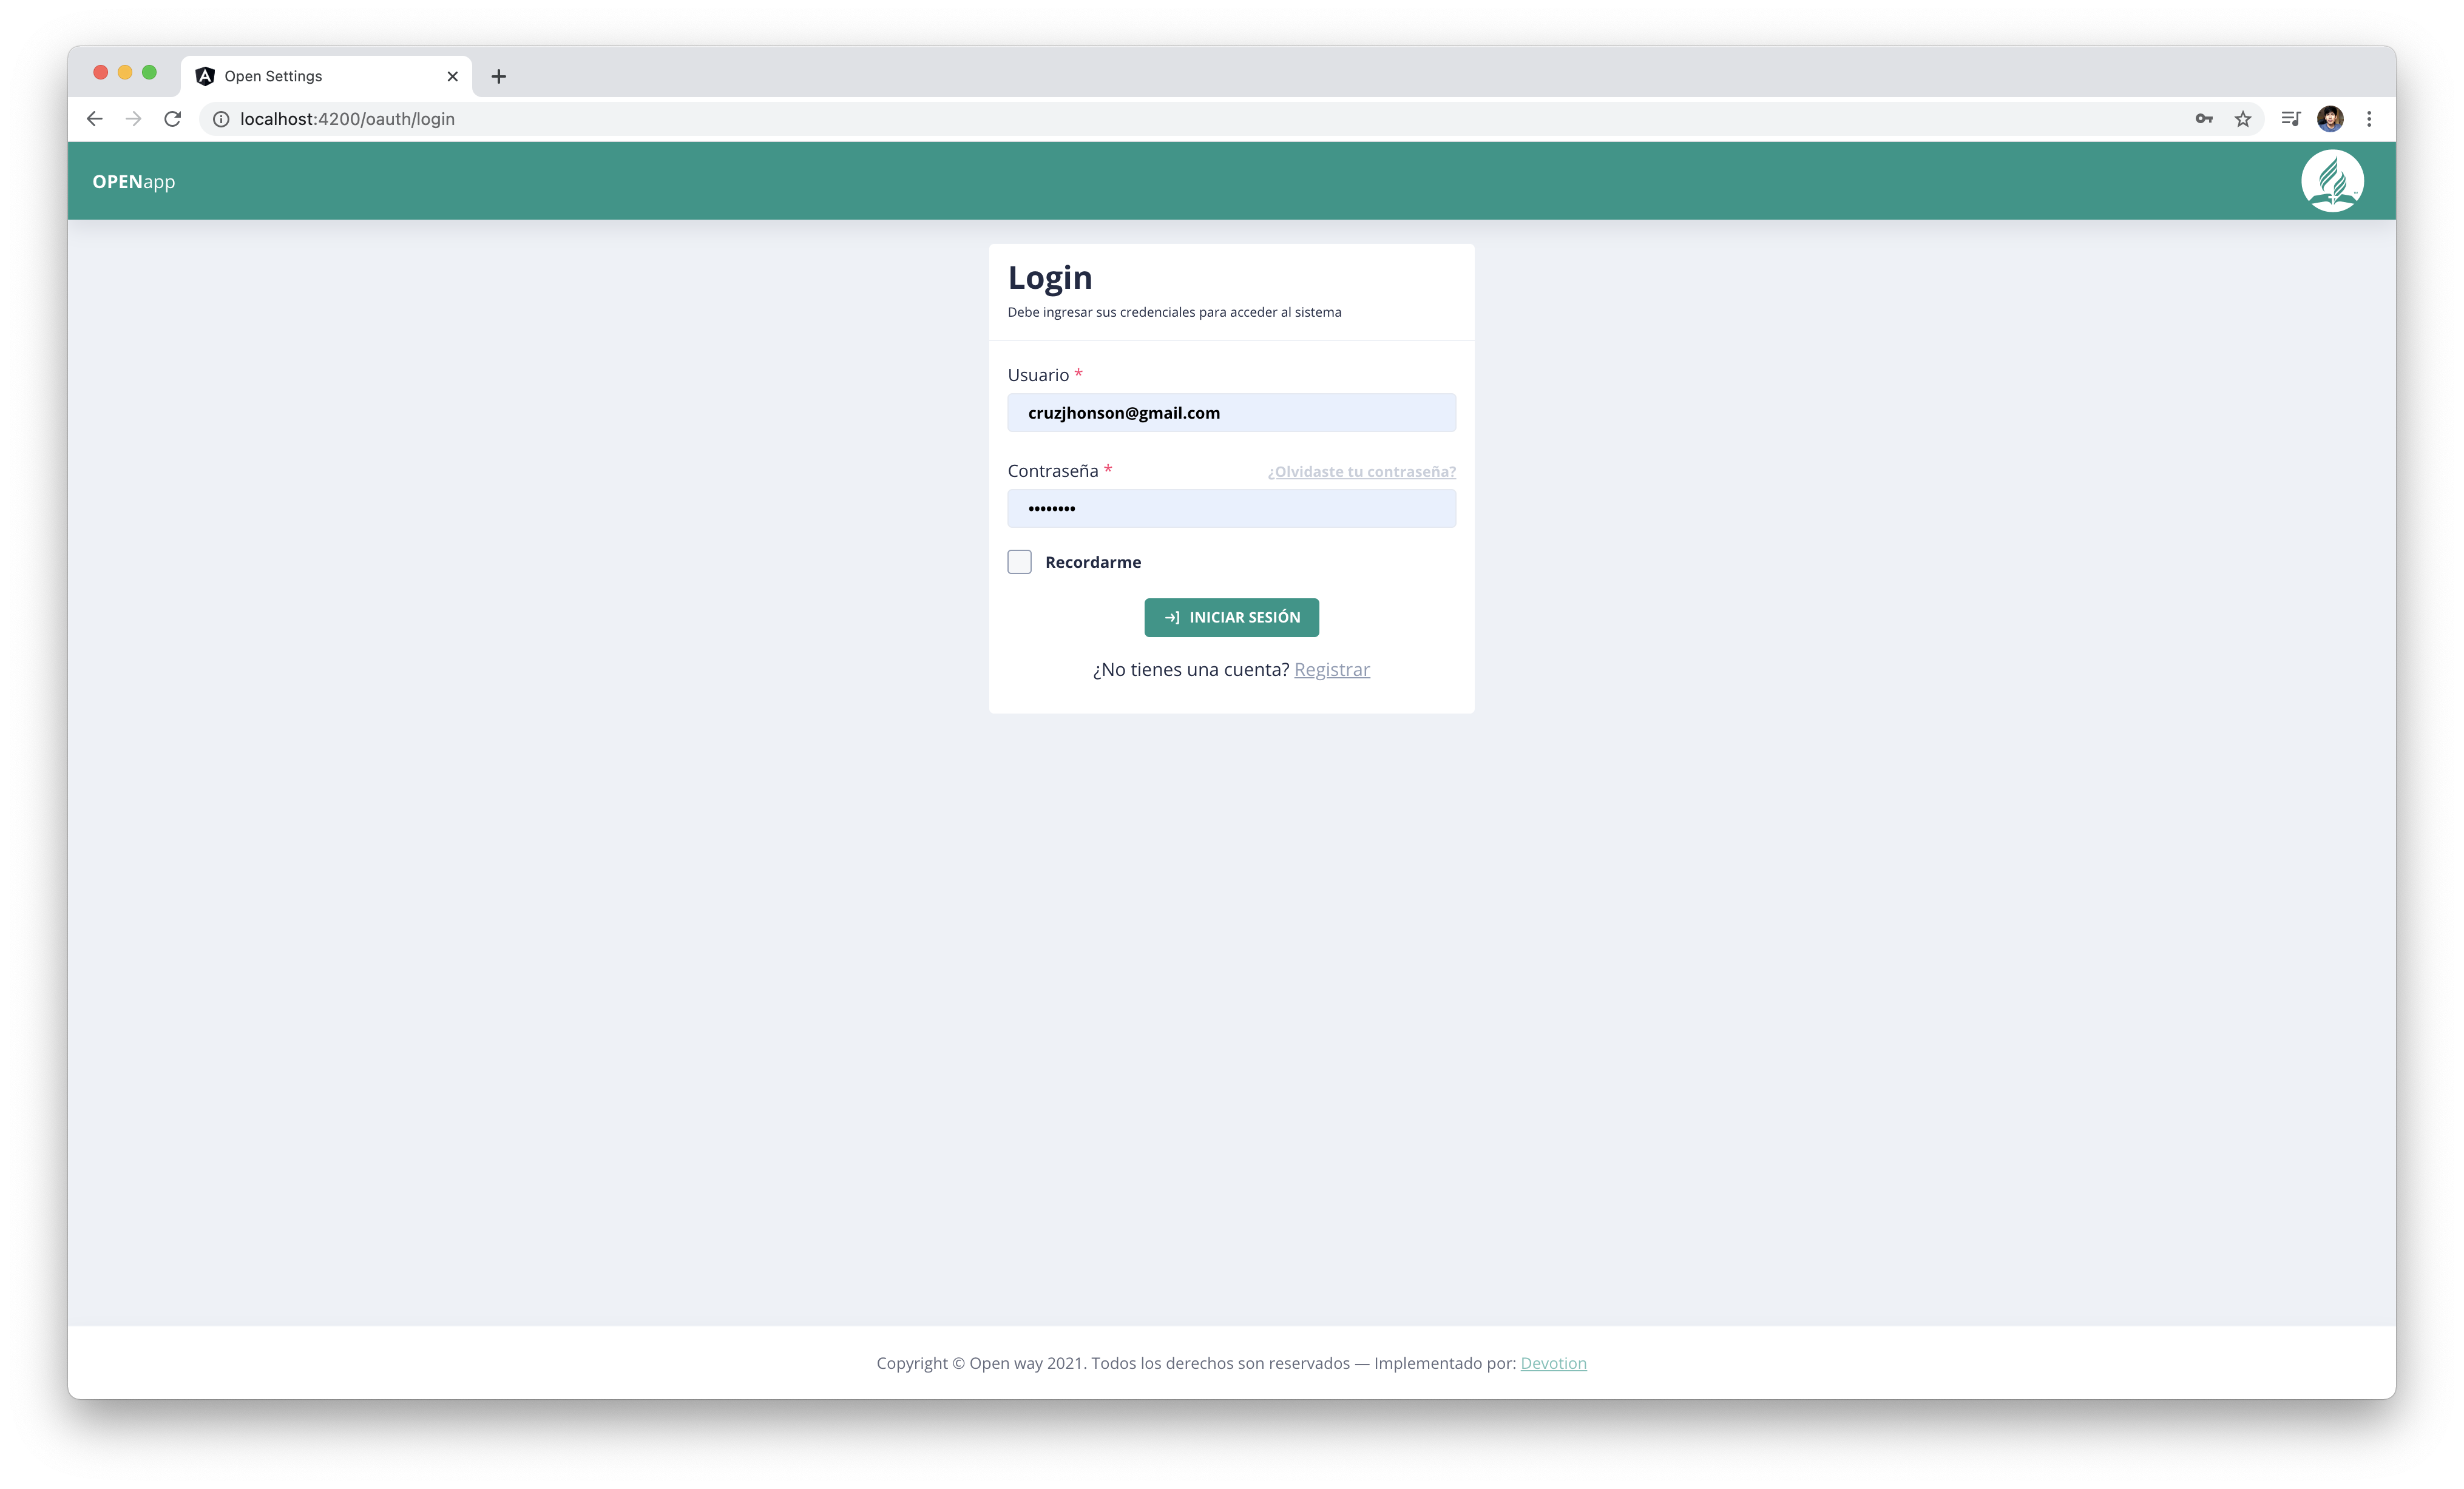 Open Settings
localhost:4200/oauth/login
OPENapp
Login
Debe ingresar sus credenciales para acceder al sistema
Usuario *
cruzjhonson@gmail.com
Contraseña * ¿Olvidaste tu contraseña?
••••••••
Recordarme
INICIAR SESIÓN
¿No tienes una cuenta? Registrar
Copyright © Open way 2021. Todos los derechos son reservados — Implementado por: Devotion